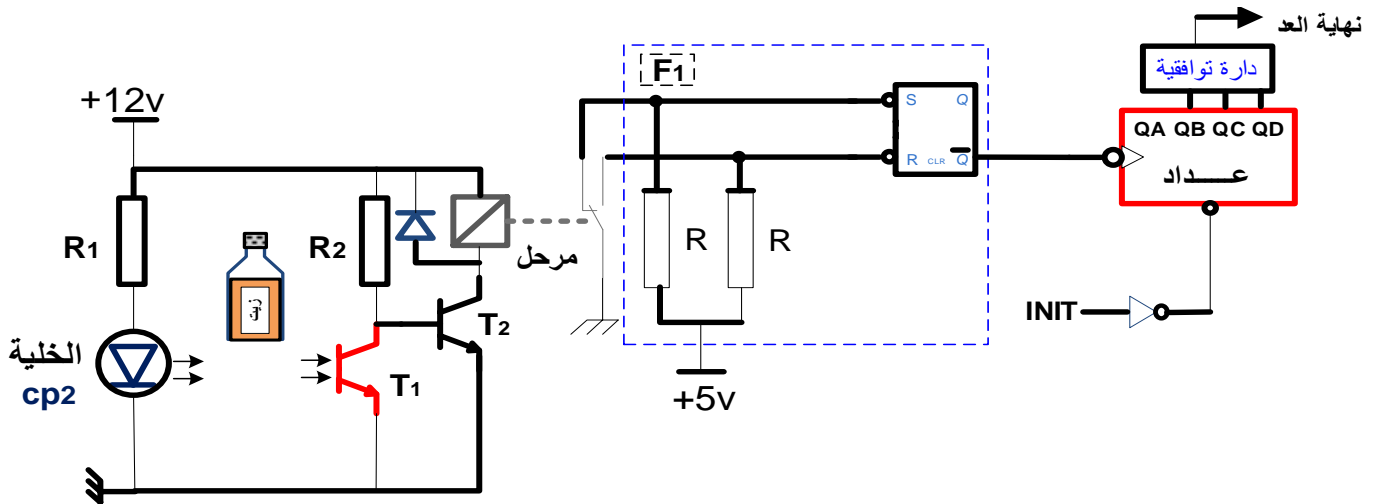 نهاية العد
F1
دارة توافقية
+12v
S Q
QA QB QC QD
R CLR Q̅
عـــداد
R1
R2
مرحل
R R
INIT
T2
الخلية
cp2
T1
+5v